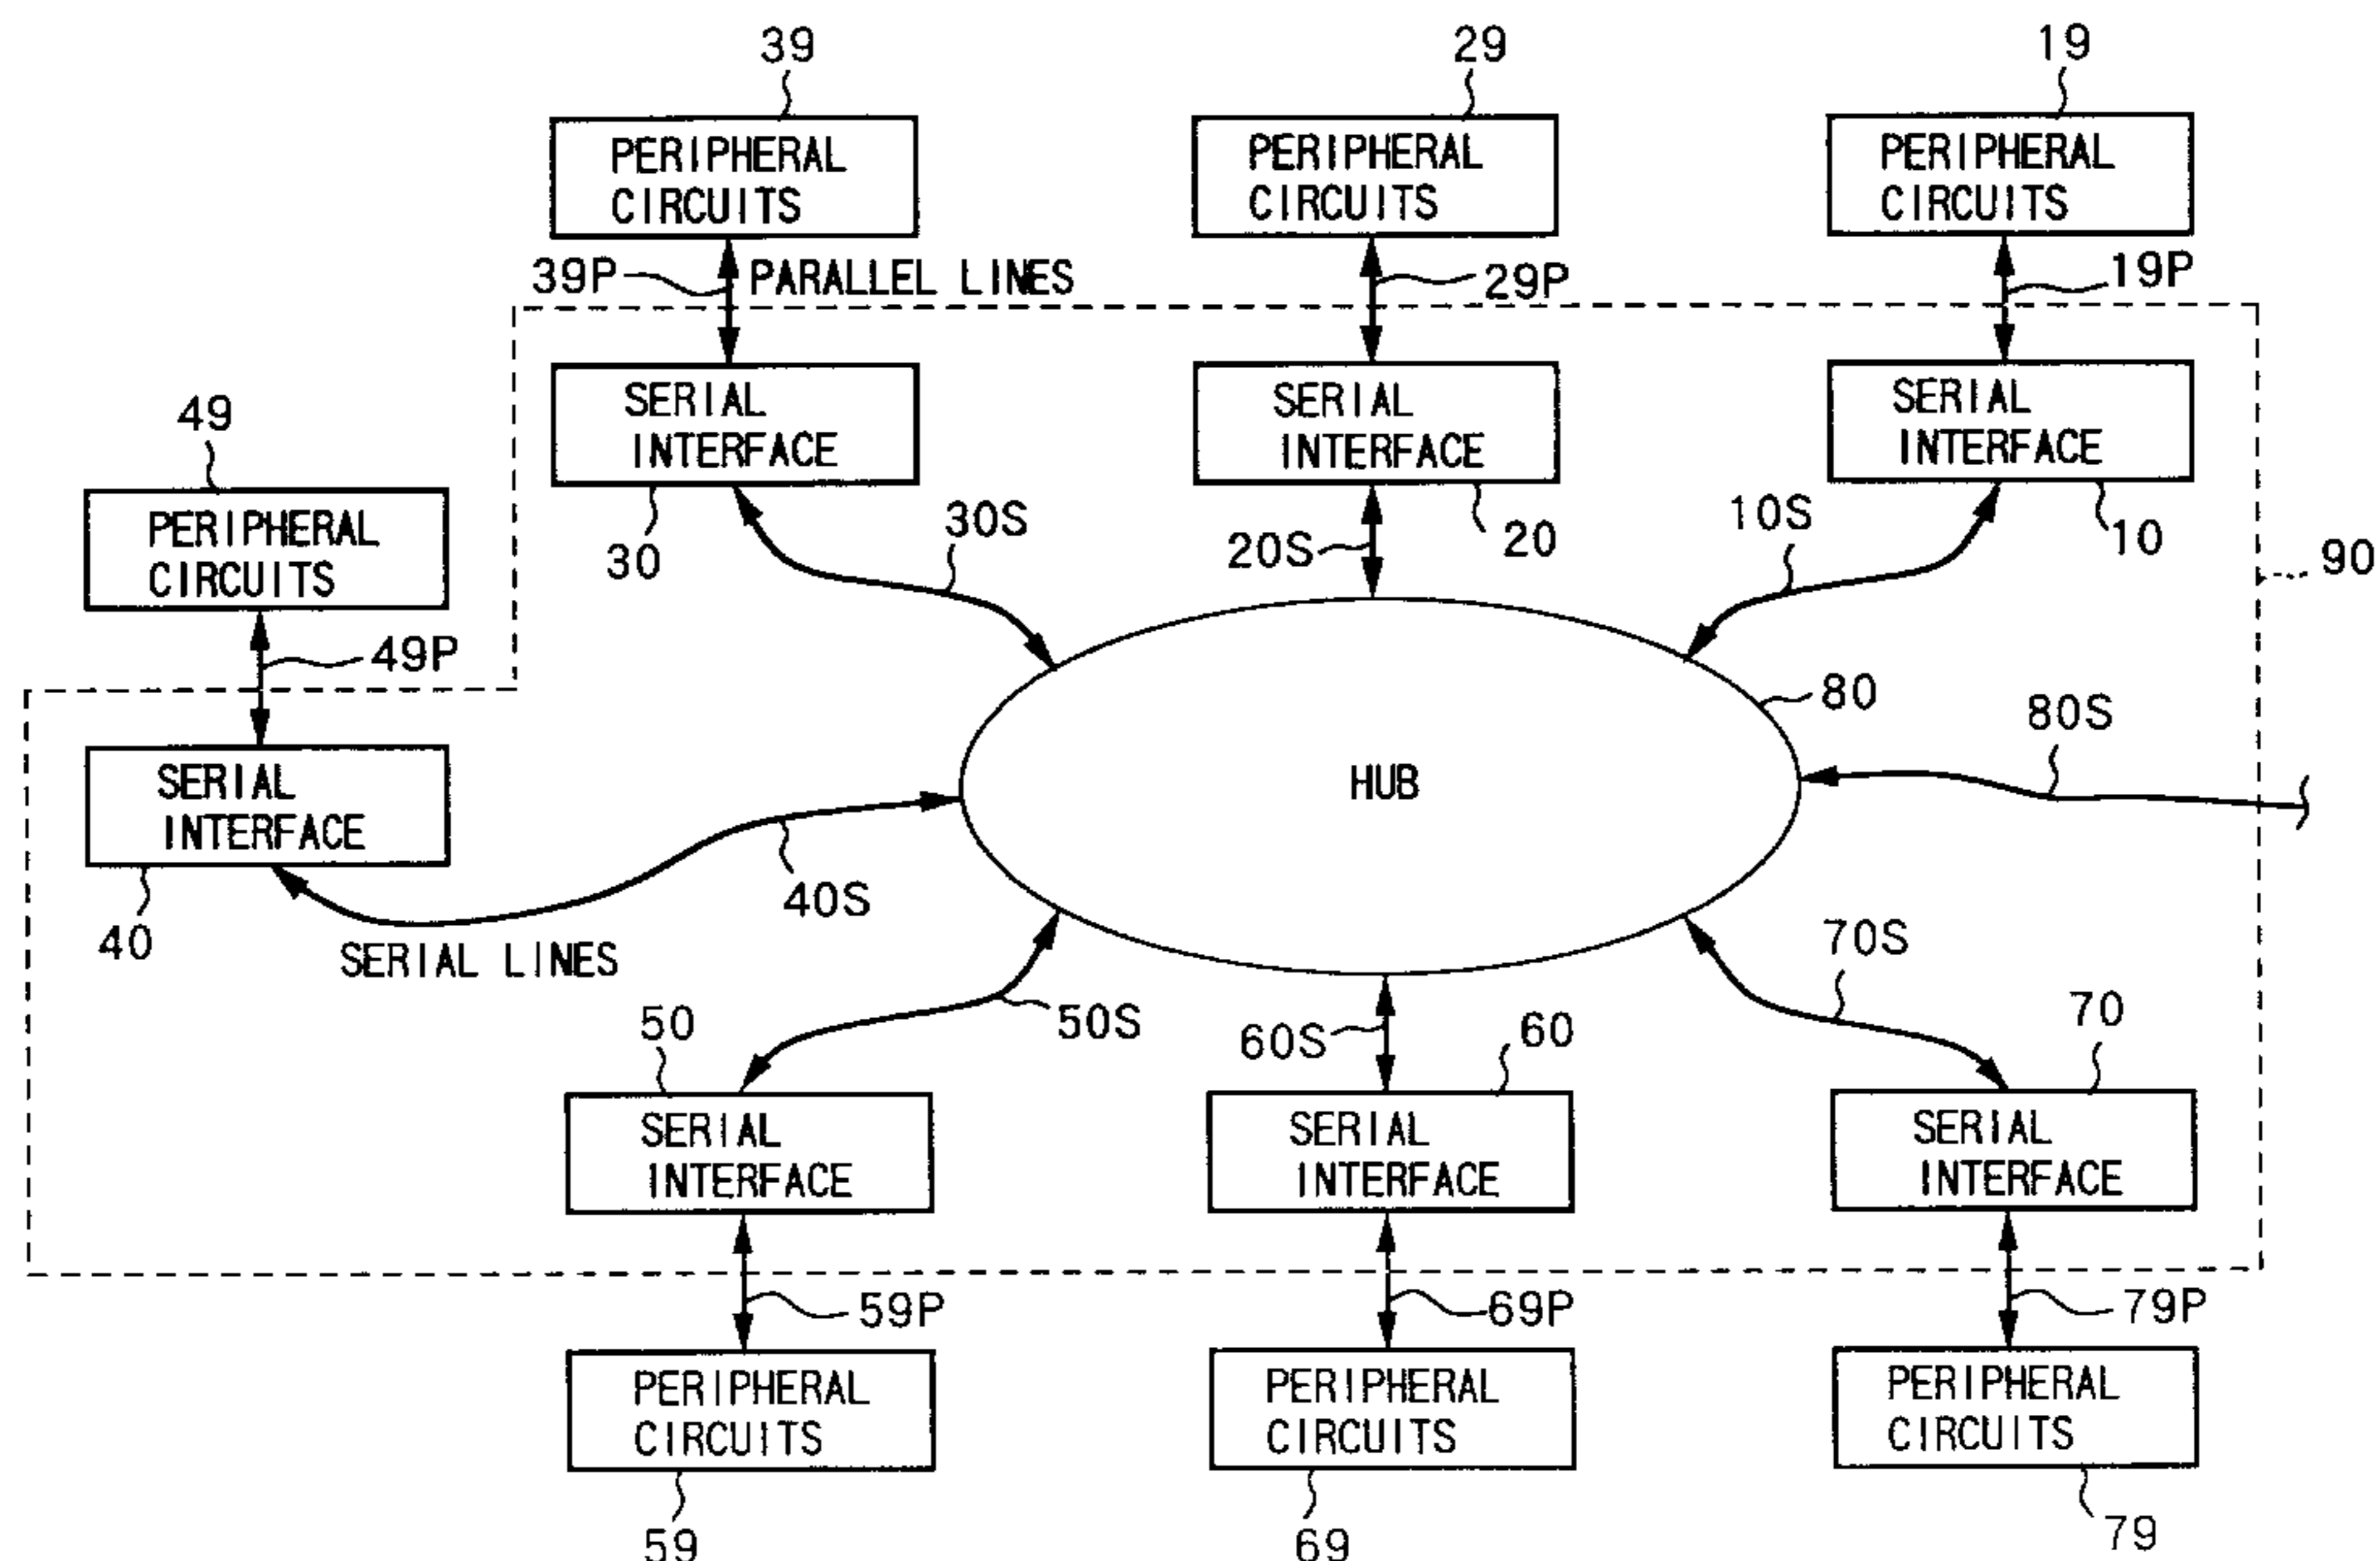 39
29
19
PERIPHERAL
CIRCUITS
PERIPHERAL
CIRCUITS
PERIPHERAL
CIRCUITS
39P
PARALLEL LINES
29P
19P
SERIAL
INTERFACE
SERIAL
INTERFACE
SERIAL
INTERFACE
49
PERIPHERAL
CIRCUITS
30
30S
20S
20
10S
10
90
49P
80
80S
SERIAL
INTERFACE
HUB
40
40S
SERIAL LINES
70S
50
50S
60S
60
70
SERIAL
INTERFACE
SERIAL
INTERFACE
SERIAL
INTERFACE
59P
69P
79P
PERIPHERAL
CIRCUITS
PERIPHERAL
CIRCUITS
PERIPHERAL
CIRCUITS
59
69
79